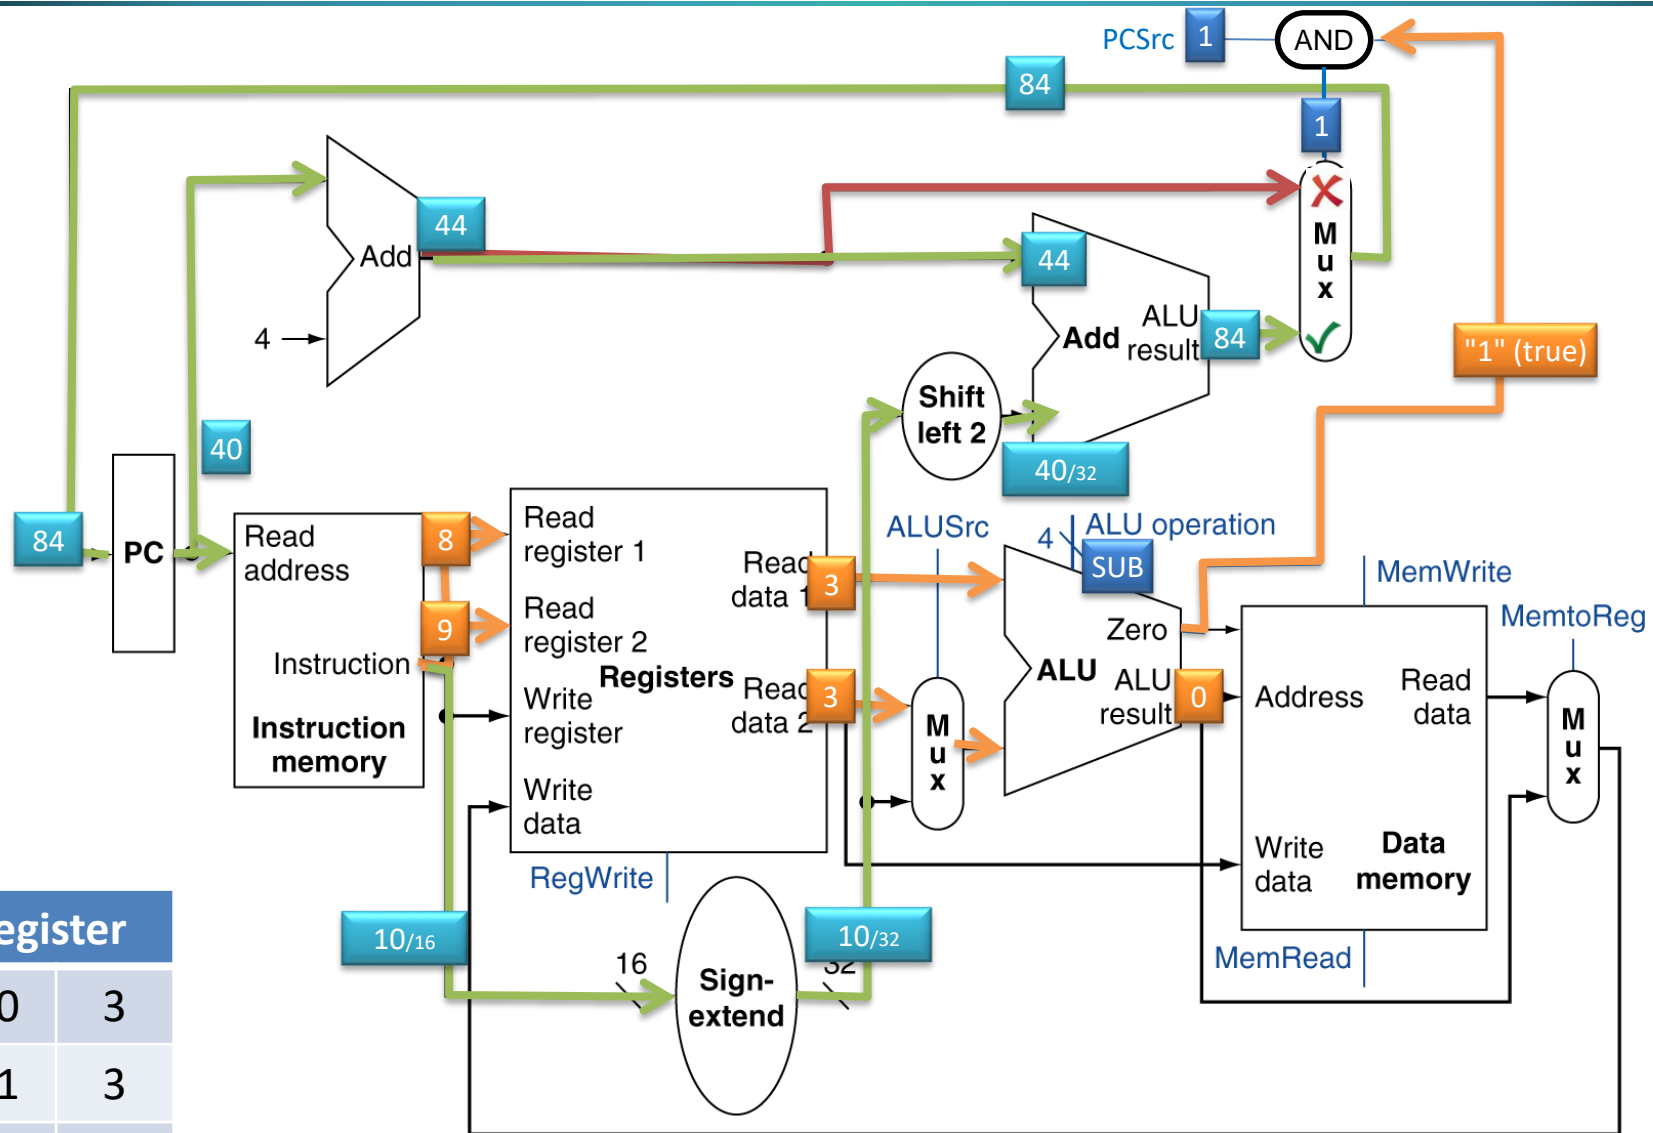 PCSrc
1
AND
84
1
44
Add
4
44
Add
ALU
result
84
M
u
x
"1" (true)
40
Shift
left 2
40/32
84
PC
Read
address
Instruction
Instruction
memory
8
9
Read
register 1
Read
register 2
Write
register
Write
data
Registers
Read
data 1
Read
data 2
3
3
RegWrite
ALUSrc
M
u
x
4
ALU operation
SUB
Zero
ALU
ALU
result
0
MemWrite
Address
Read
data
Write
data
Data
memory
MemRead
MemtoReg
M
u
x
10/16
16
Sign-
extend
10/32
32
egister
0 3
1 3